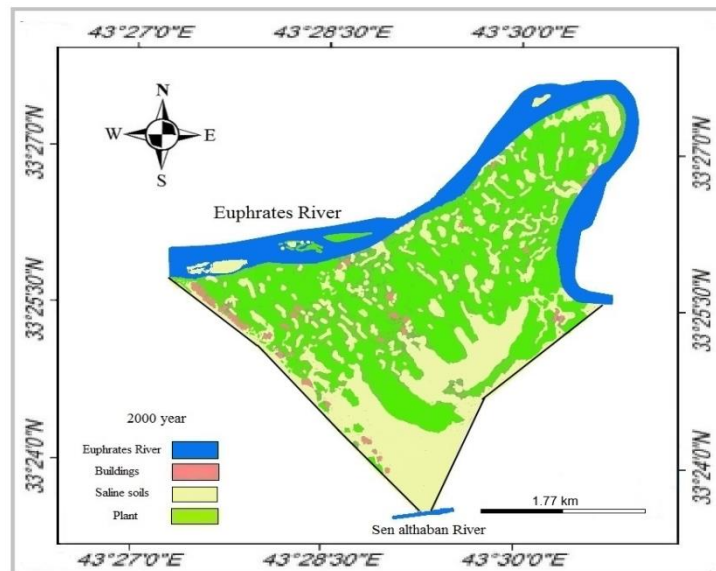 43°27'0"E 43°28'30"E 43°30'0"E
N
W E
S
33°27'0"N 33°27'0"N
Euphrates River
33°25'30"N 33°25'30"N
2000 year
Euphrates River
Buildings
Saline soils
Plant
33°24'0"N 33°24'0"N
1.77 km
Sen althaban River
43°27'0"E 43°28'30"E 43°30'0"E